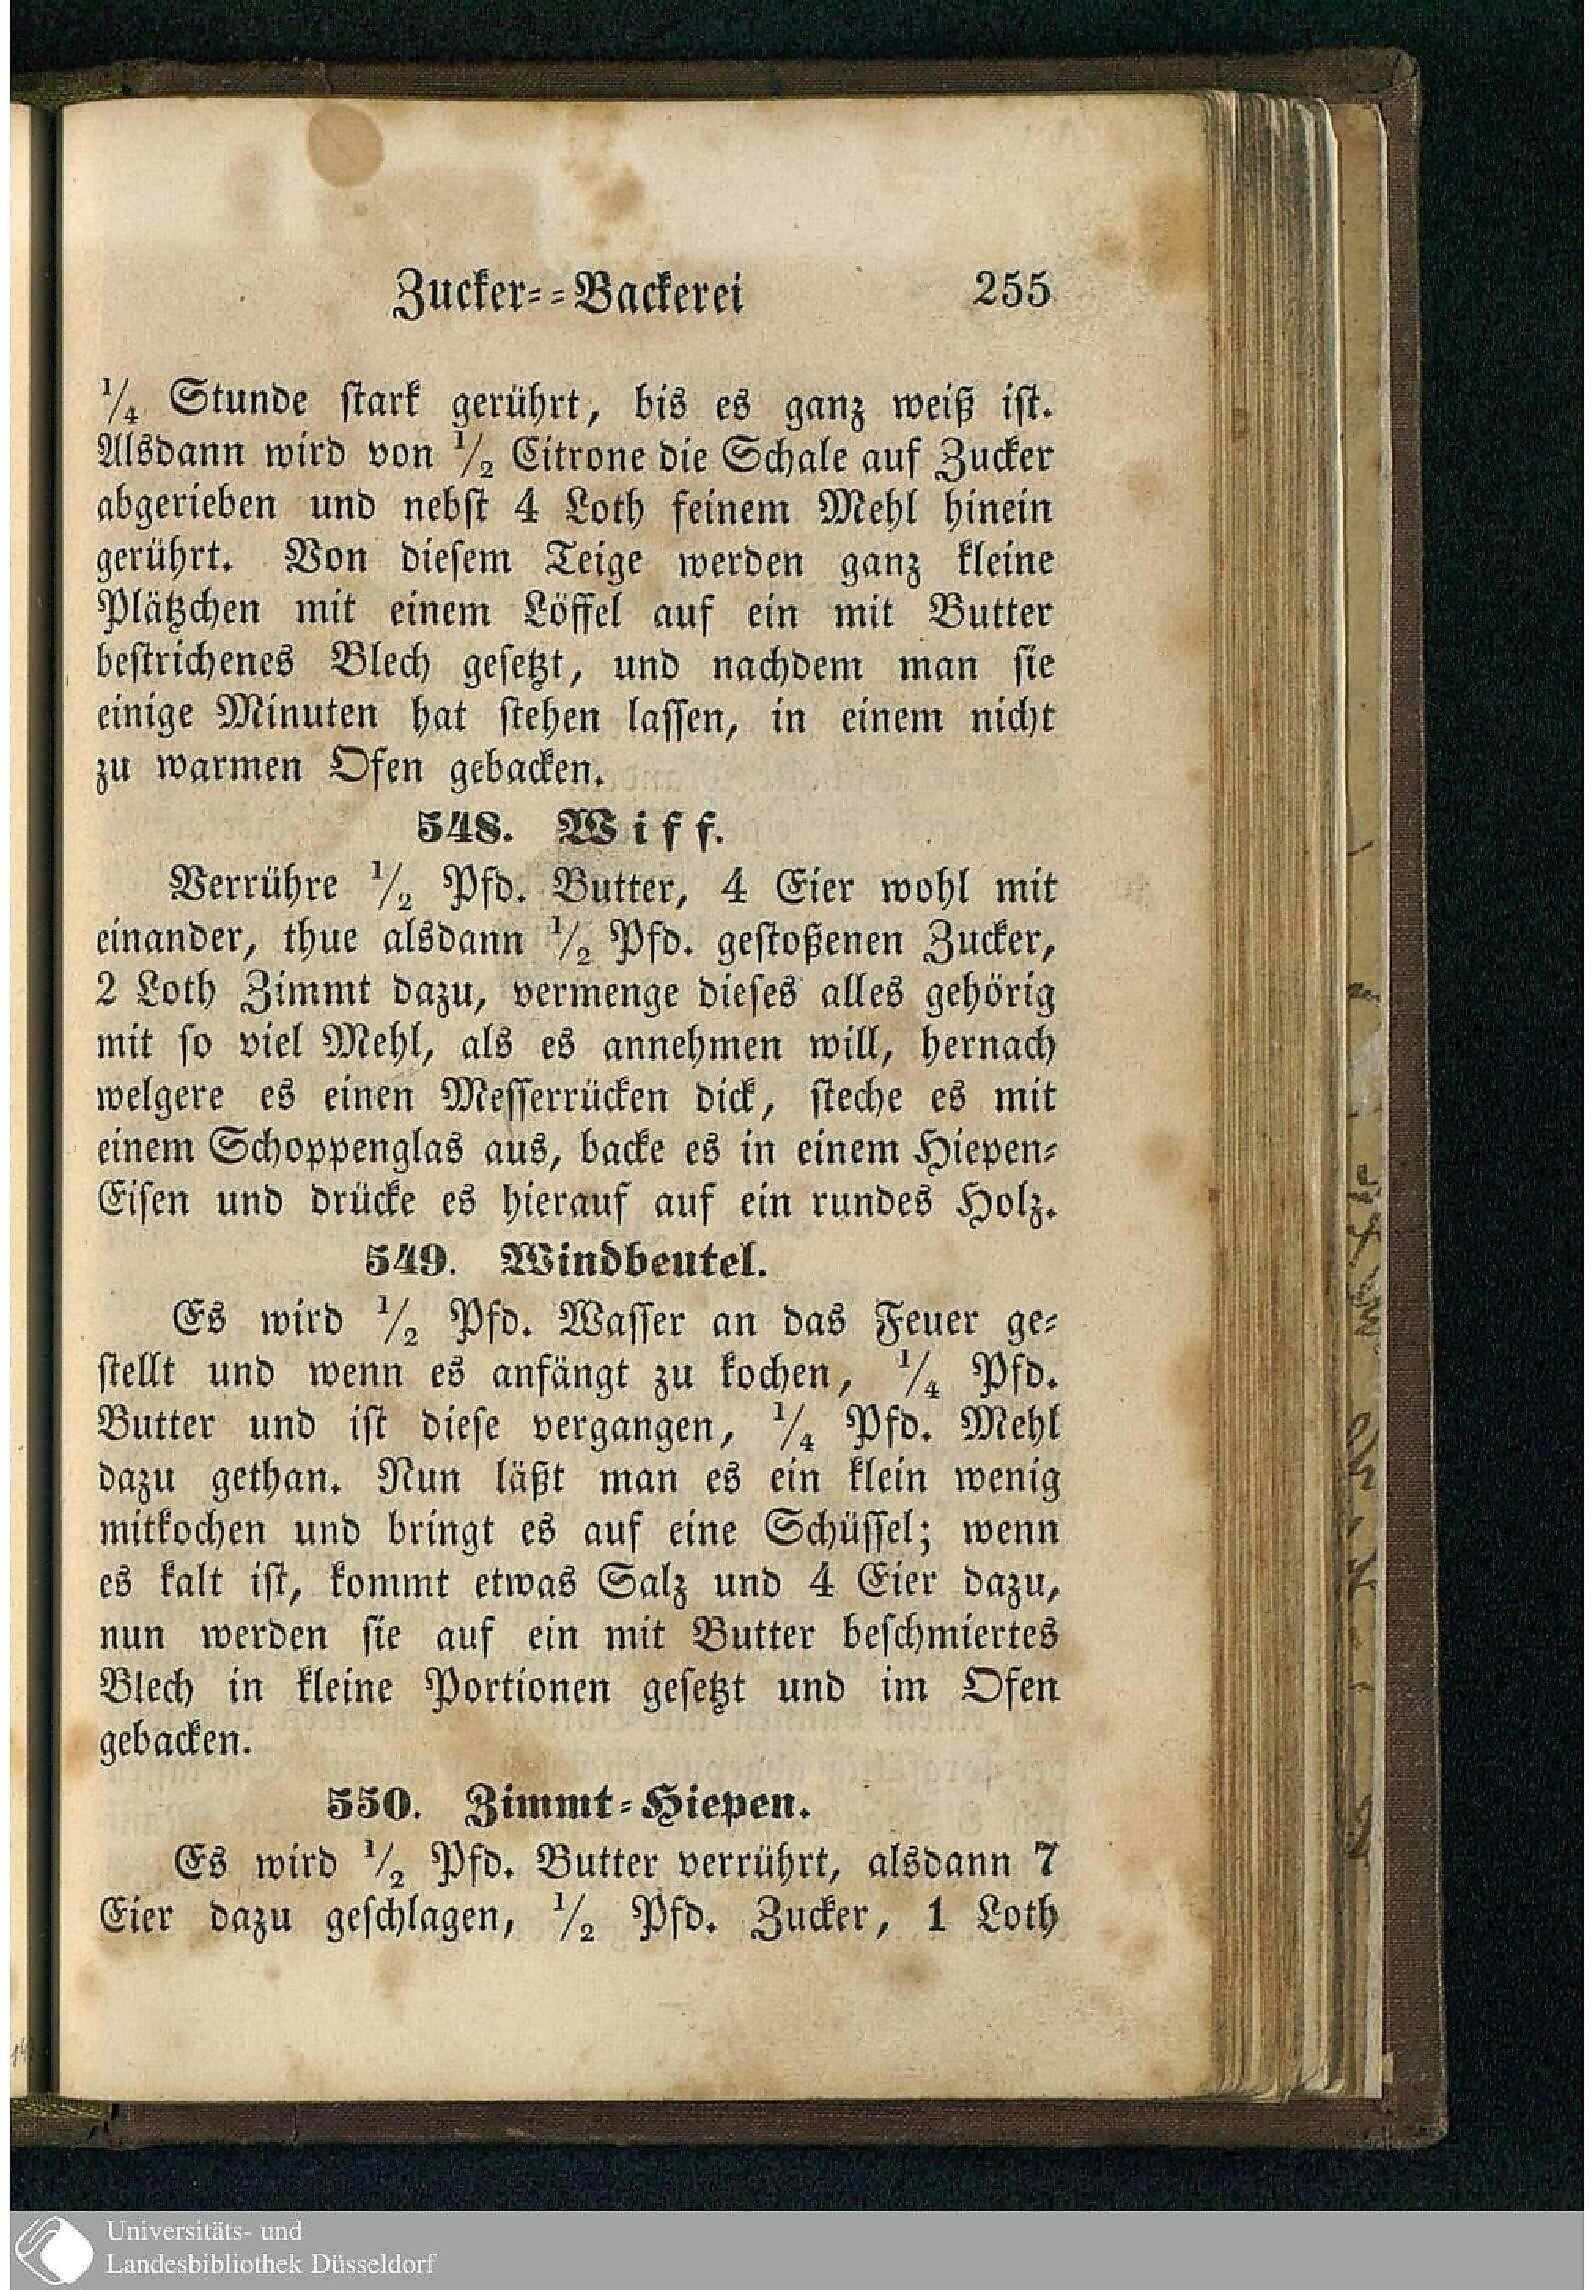 Zucker==Backerei 255
1/4 Stunde stark gerührt, bis es ganz weiß ist.
Alsdann wird von 1/2 Citrone die Schale auf Zucker
abgerieben und nebst 4 Loth feinem Mehl hinein
gerührt. Von diesem Teige werden ganz kleine
Plätzchen mit einem Löffel auf ein mit Butter
bestrichenes Blech gesetzt, und nachdem man sie
einige Minuten hat stehen lassen, in einem nicht
zu warmen Ofen gebacken.
548. Wiff.
Verrühre 1/2 Pfd. Butter, 4 Eier wohl mit
einander, thue alsdann 1/2 Pfd. gestoßenen Zucker,
2 Loth Zimmt dazu, vermenge dieses alles gehörig
mit so viel Mehl, als es annehmen will, hernach
welgere es einen Messerrücken dick, steche es mit
einem Schoppenglas aus, backe es in einem Hiepen=
Eisen und drücke es hierauf auf ein rundes Holz.
549. Windbeutel.
Es wird 1/2 Pfd. Wasser an das Feuer ge=
stellt und wenn es anfängt zu kochen, 1/4 Pfd.
Butter und ist diese vergangen, 1/4 Pfd. Mehl
dazu gethan. Nun läßt man es ein klein wenig
mitkochen und bringt es auf eine Schüssel; wenn
es kalt ist, kommt etwas Salz und 4 Eier dazu,
nun werden sie auf ein mit Butter beschmiertes
Blech in kleine Portionen gesetzt und im Ofen
gebacken.
550. Zimmt=Hiepen.
Es wird 1/2 Pfd. Butter verrührt, alsdann 7
Eier dazu geschlagen, 1/2 Pfd. Zucker, 1 Loth
Universitäts- und
Landesbibliothek Düsseldorf